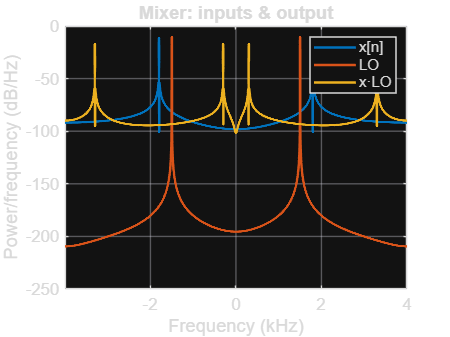 Mixer: inputs & output
Power/frequency (dB/Hz)
0
-50
-100
-150
-200
-250
x[n]
LO
x·LO
-2
0
2
4
Frequency (kHz)